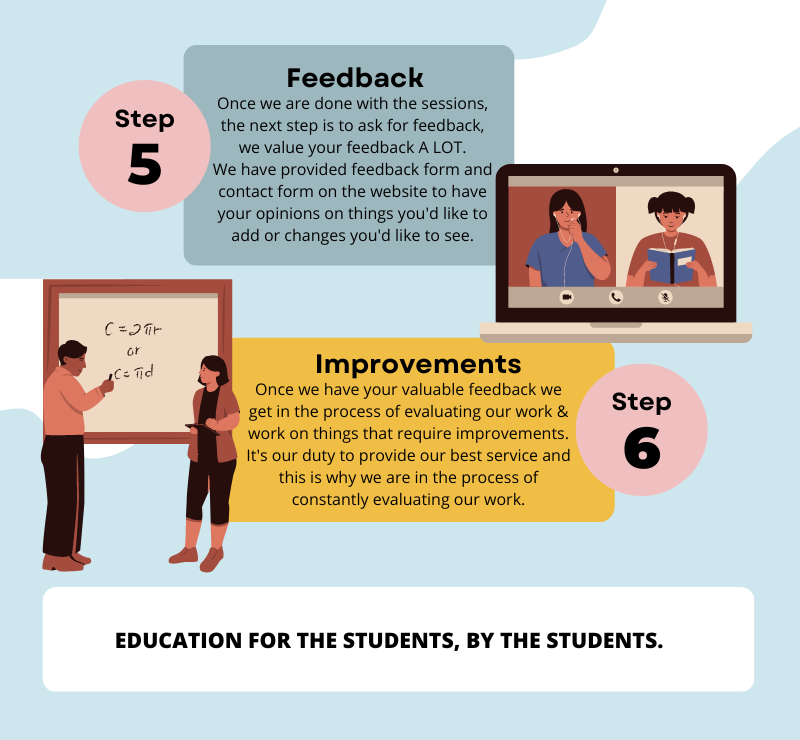 Feedback
Step
5
Once we are done with the sessions,
the next step is to ask for feedback,
we value your feedback A LOT.
We have provided feedback form and
contact form on the website to have
your opinions on things you'd like to
add or changes you'd like to see.
C = 2πr
or
C = πd
Improvements
Step
6
Once we have your valuable feedback we
get in the process of evaluating our work &
work on things that require improvements.
It's our duty to provide our best service and
this is why we are in the process of
constantly evaluating our work.
EDUCATION FOR THE STUDENTS, BY THE STUDENTS.